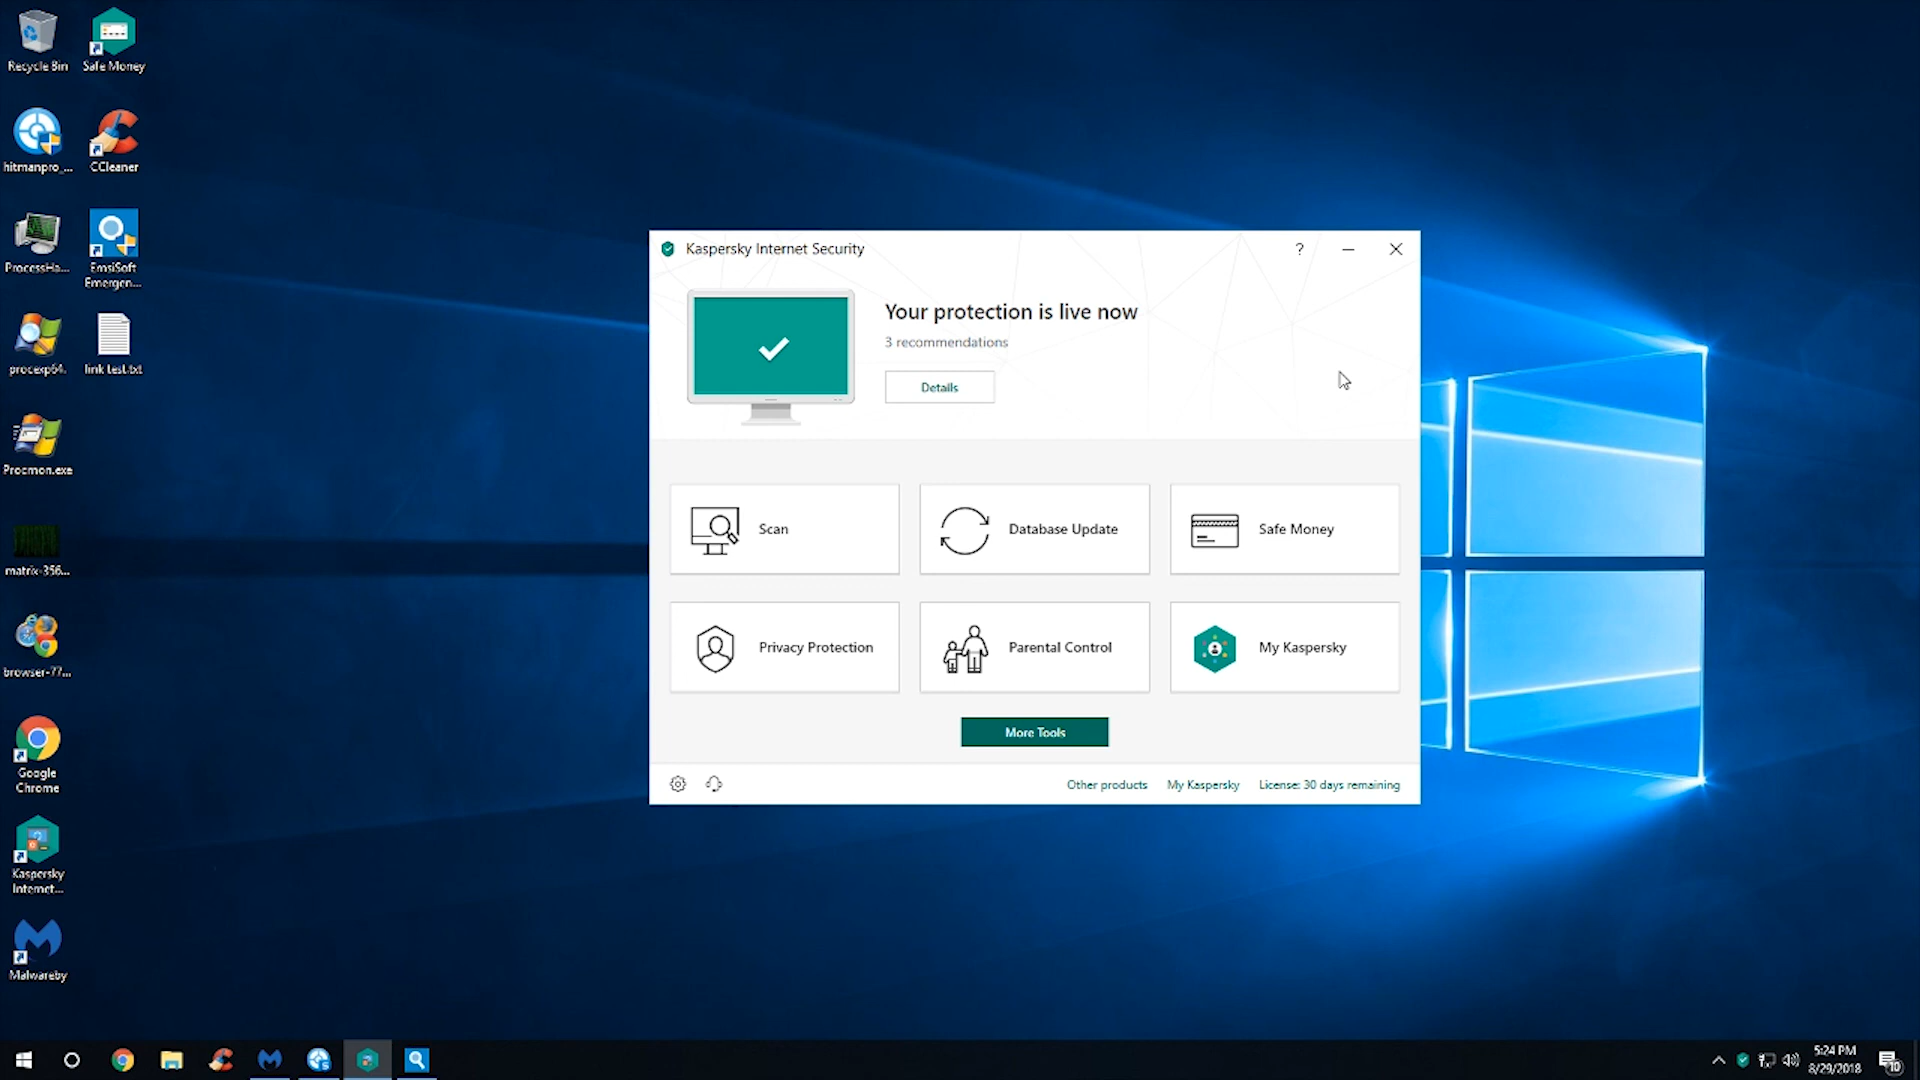 Recycle Bin
Safe Money
hitmanpro_...
CCleaner
ProcessHa...
EmsiSoft
Emergen...
procexp64.
link test.txt
Procmon.exe
matrix-356...
browser-77...
Google
Chrome
Kaspersky
Internet...
Malwareby
Kaspersky Internet Security
?
Your protection is live now
3 recommendations
Details
Scan
Database Update
Safe Money
Privacy Protection
Parental Control
My Kaspersky
More Tools
Other products
My Kaspersky
License: 30 days remaining
5:24 PM
8/29/2018
10